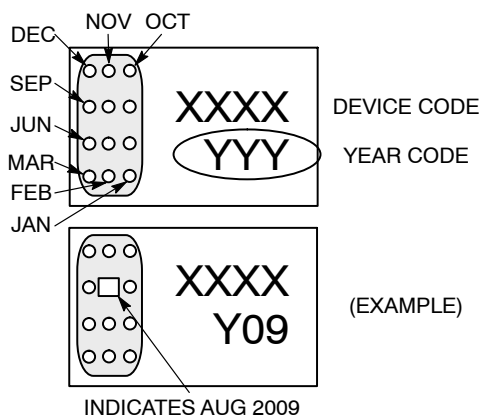 DEC NOV OCT
SEP
JUN
MAR
FEB
JAN
XXXX DEVICE CODE
YYY YEAR CODE
XXXX
Y09
(EXAMPLE)
INDICATES AUG 2009